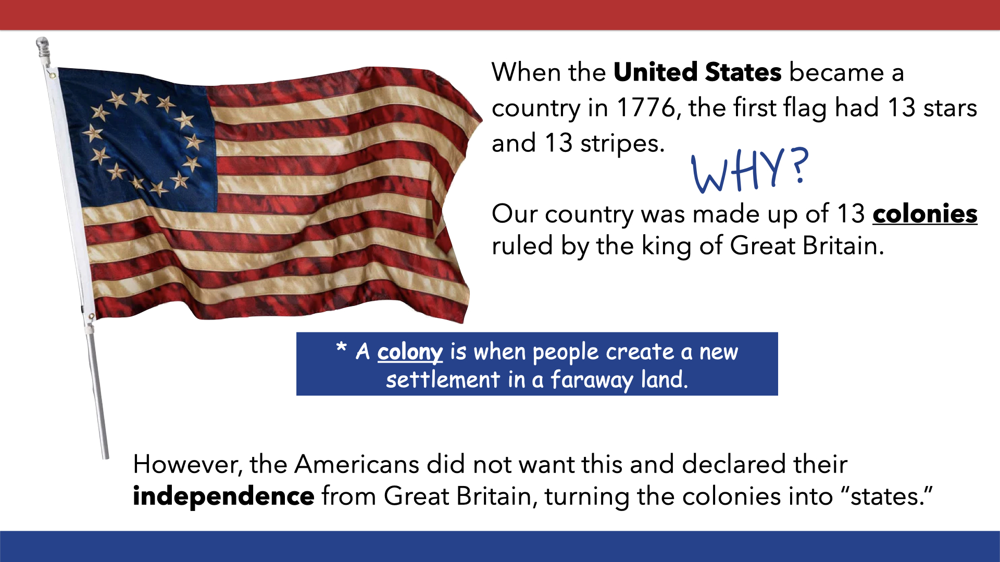 When the United States became a
country in 1776, the first flag had 13 stars
and 13 stripes.
WHY?
Our country was made up of 13 colonies
ruled by the king of Great Britain.
* A colony is when people create a new
settlement in a faraway land.
However, the Americans did not want this and declared their
independence from Great Britain, turning the colonies into “states.”